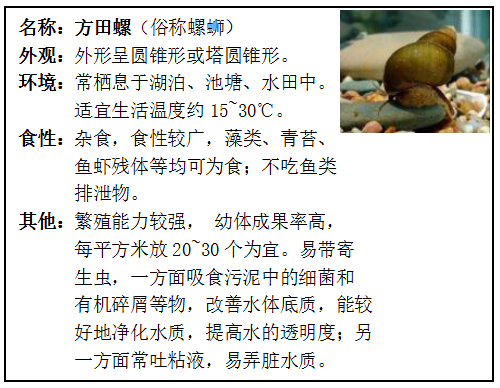 名称：方田螺（俗称螺蛳）
外观：外形呈圆锥形或塔圆锥形。
环境：常栖息于湖泊、池塘、水田中。
适宜生活温度约 15~30℃。
食性：杂食，食性较广，藻类、青苔、
鱼虾残体等均可为食；不吃鱼类
排泄物。
其他：繁殖能力较强， 幼体成果率高，
每平方米放 20~30 个为宜。易带寄
生虫，一方面吸食污泥中的细菌和
有机碎屑等物，改善水体底质，能较
好地净化水质，提高水的透明度；另
一方面常吐粘液，易弄脏水质。